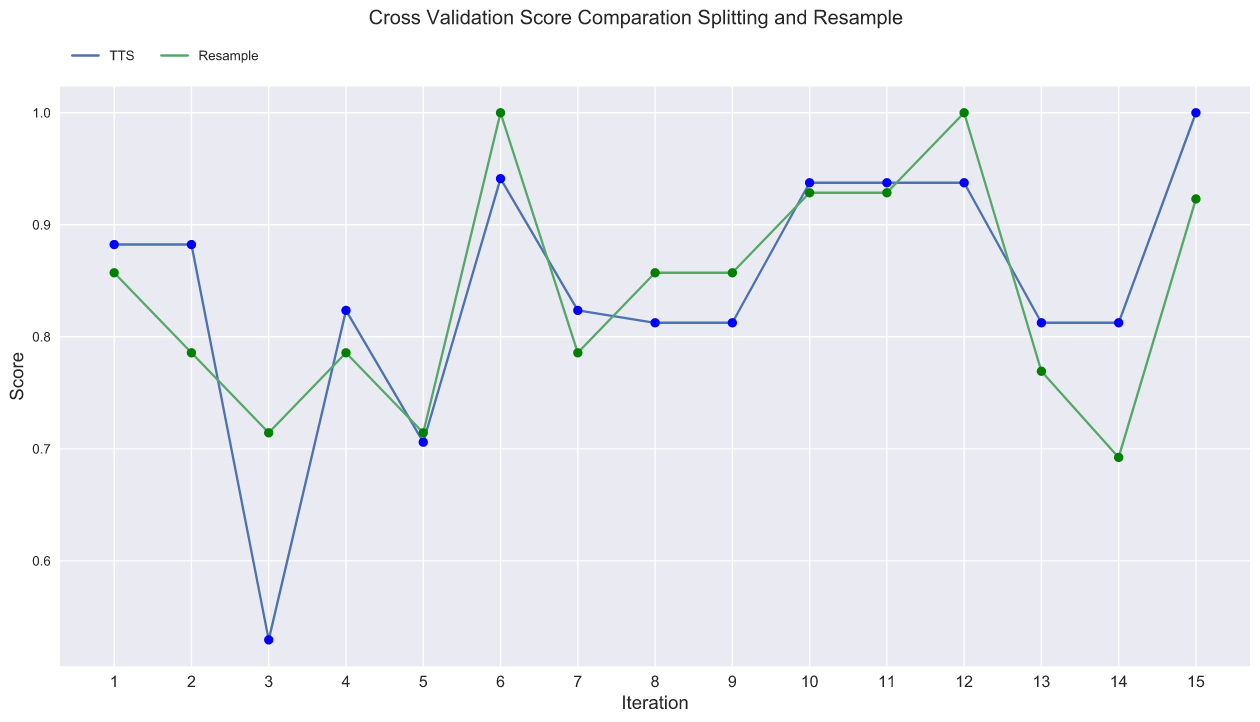 Cross Validation Score Comparation Splitting and Resample
TTS Resample
1.0
0.9
0.8
0.7
0.6
Score
1 2 3 4 5 6 7 8 9 10 11 12 13 14 15
Iteration